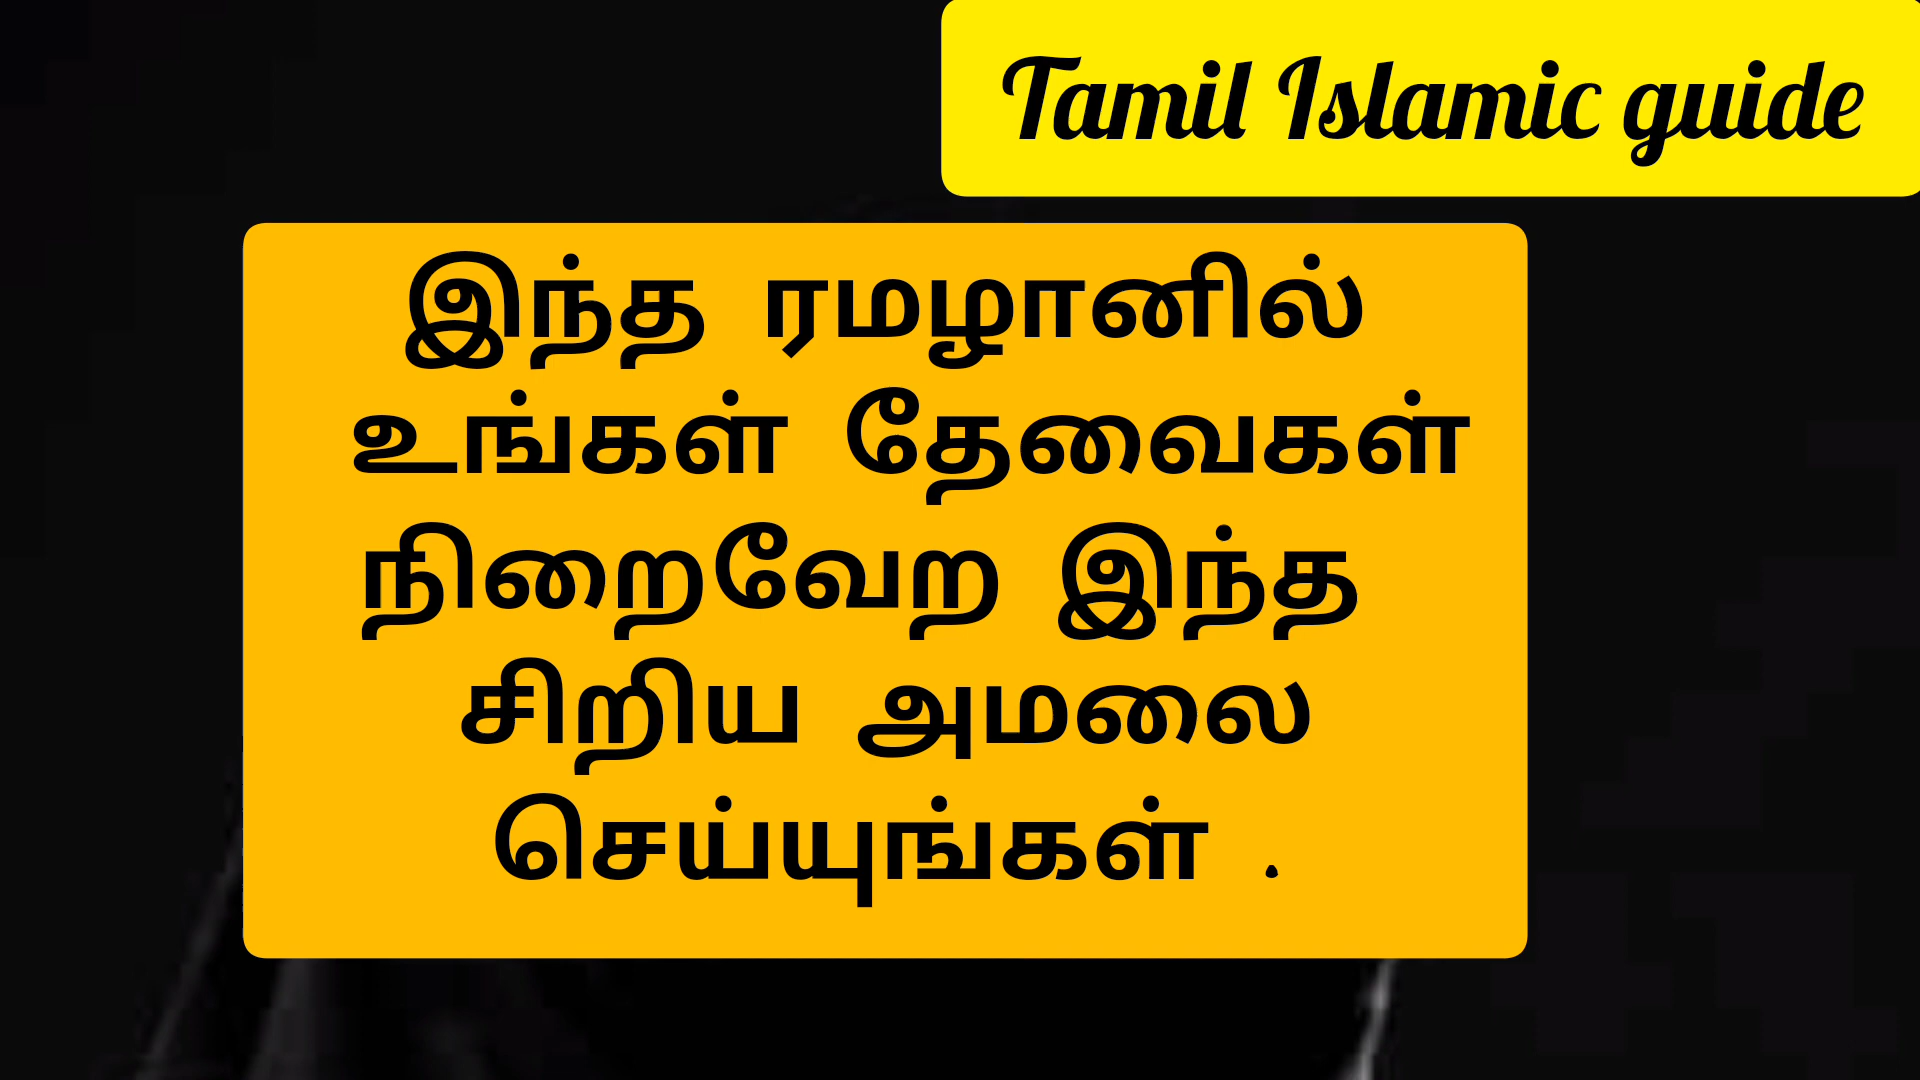 Tamil Islamic guide
இந்த ரமழானில்
உங்கள் தேவைகள்
நிறைவேற இந்த
சிறிய அமலை
செய்யுங்கள் .